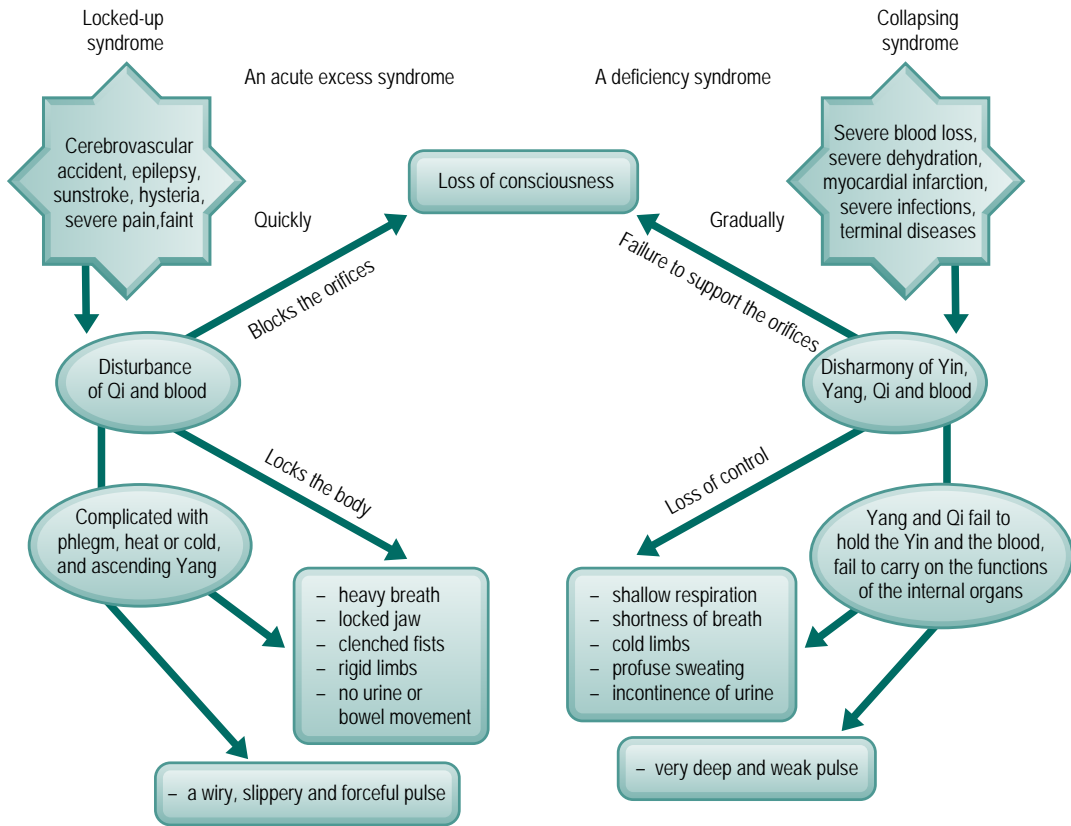 Locked-up
syndrome
An acute excess syndrome
A deficiency syndrome
Collapsing
syndrome
Cerebrovascular
accident, epilepsy,
sunstroke, hysteria,
severe pain,faint
Quickly
Loss of consciousness
Gradually
Severe blood loss,
severe dehydration,
myocardial infarction,
severe infections,
terminal diseases
Blocks the orifices
Failure to support the orifices
Disturbance
of Qi and blood
Disharmony of Yin,
Yang, Qi and blood
Locks the body
Loss of control
Complicated with
phlegm, heat or cold,
and ascending Yang
Yang and Qi fail to
hold the Yin and the blood,
fail to carry on the functions
of the internal organs
– heavy breath
– locked jaw
– clenched fists
– rigid limbs
– no urine or
bowel movement
– shallow respiration
– shortness of breath
– cold limbs
– profuse sweating
– incontinence of urine
– a wiry, slippery and forceful pulse
– very deep and weak pulse